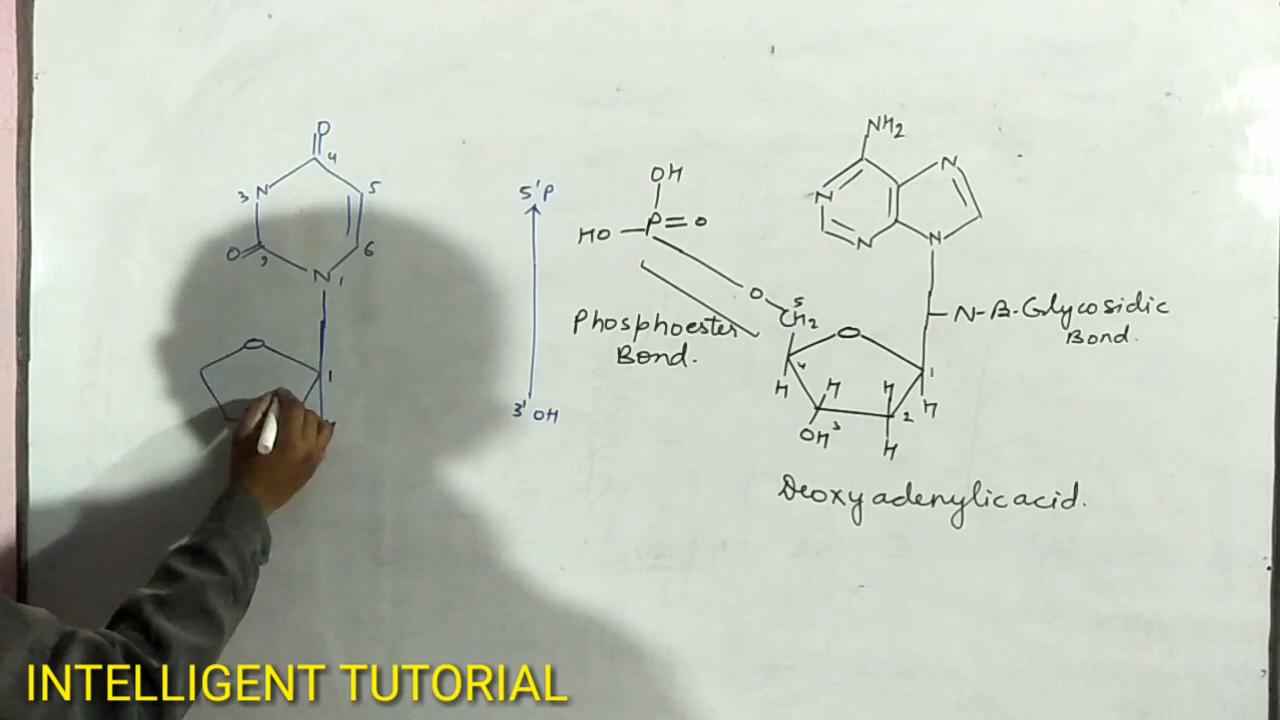 O
4
3 N
5
O
2
6
N 1
1
5' P
3' OH
OH
HO P = O
O
5
CH2
Phosphoester
Bond.
NH2
N
N
N
N
N-B-Glycosidic
Bond.
O
4
1
H
H
H
H
3
2
OH
H
Deoxyadenylic acid.
INTELLIGENT TUTORIAL